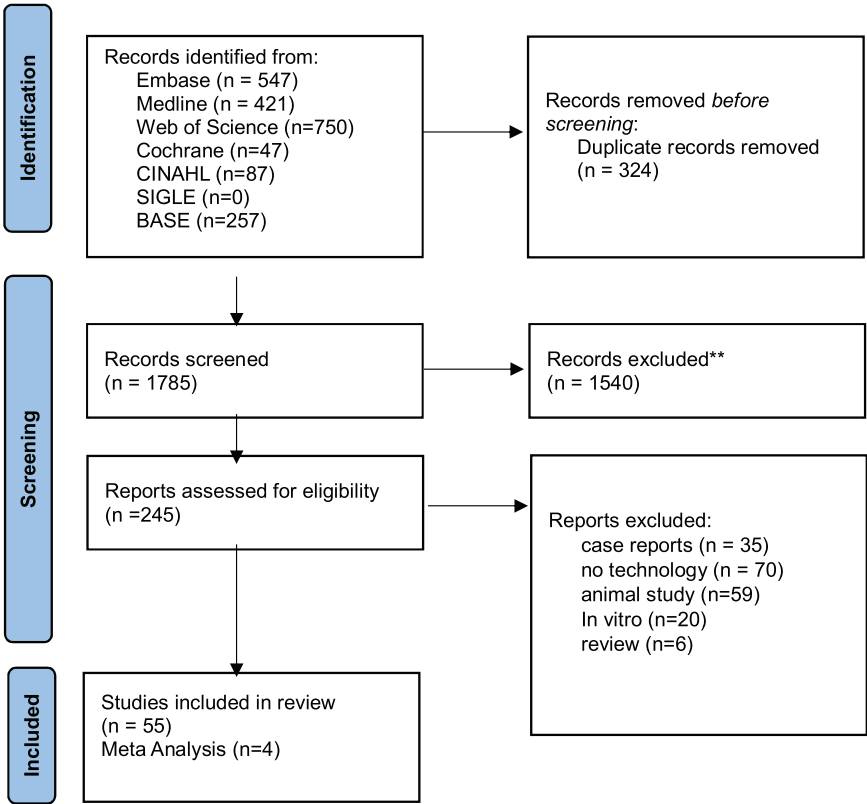 Identification
Records identified from:
Embase (n = 547)
Medline (n = 421)
Web of Science (n=750)
Cochrane (n=47)
CINAHL (n=87)
SIGLE (n=0)
BASE (n=257)
Records removed before
screening:
Duplicate records removed
(n = 324)
Screening
Records screened
(n = 1785)
Records excluded**
(n = 1540)
Reports assessed for eligibility
(n =245)
Reports excluded:
case reports (n = 35)
no technology (n = 70)
animal study (n=59)
In vitro (n=20)
review (n=6)
Included
Studies included in review
(n = 55)
Meta Analysis (n=4)